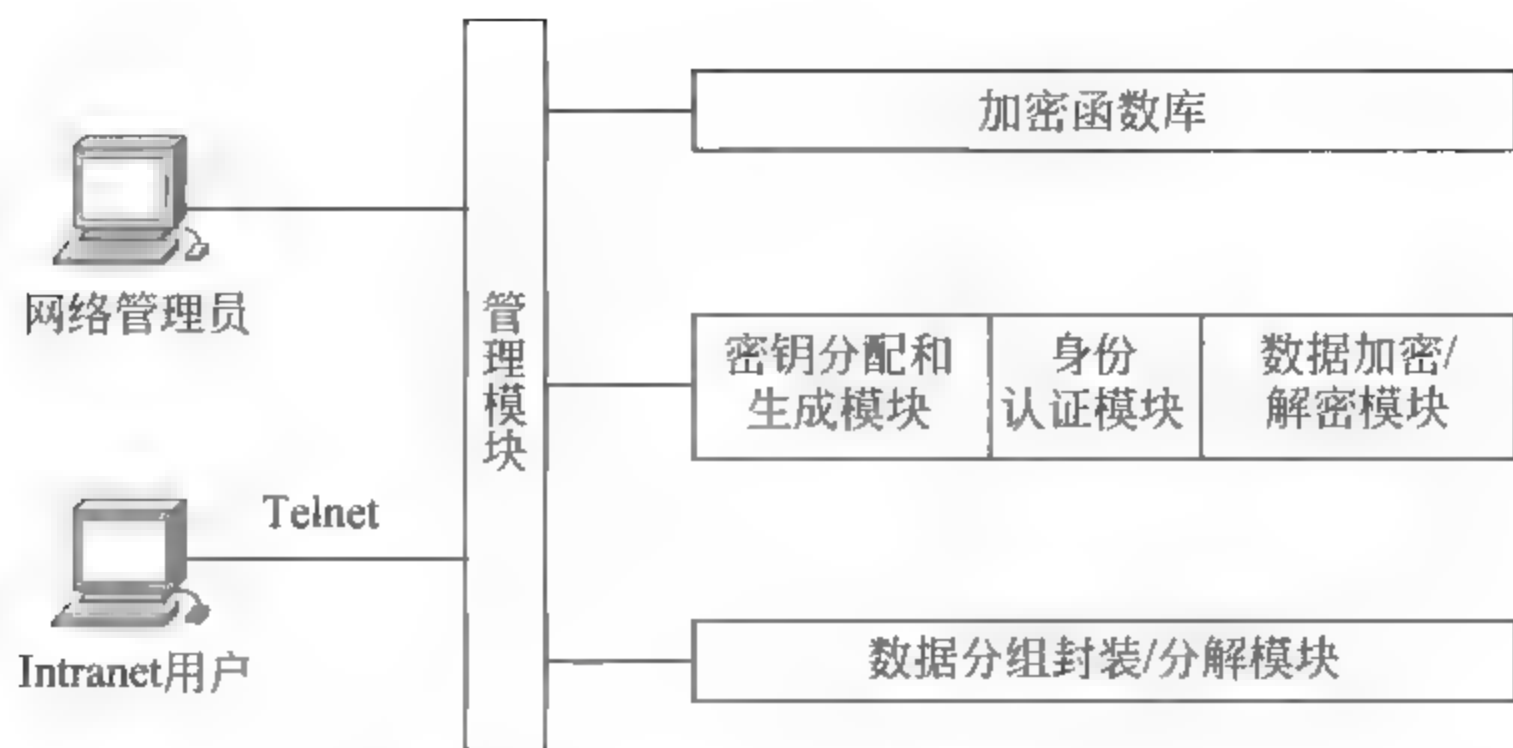 加密函数库
网络管理员
管理模块
密钥分配和
生成模块
身份
认证模块
数据加密/
解密模块
Telnet
Intranet用户
数据分组封装/分解模块